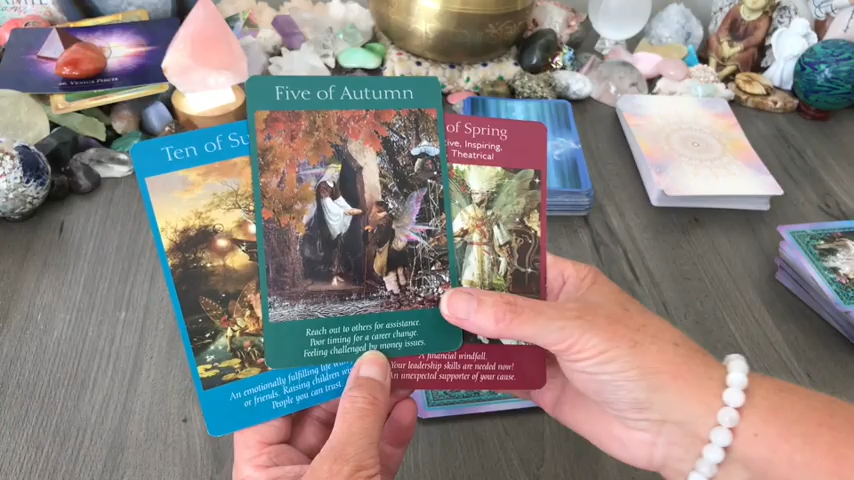 Five of Autumn
Reach out to others for assistance.
Poor timing for a career change.
Feeling challenged by money issues.
Ten of
An emotionally fulfilling life with
or friends. Raising children
People you can trust.
of Spring
Inspiring,
Theatrical
A financial windfall.
Your leadership skills are needed now!
An unexpected supporter of your cause.